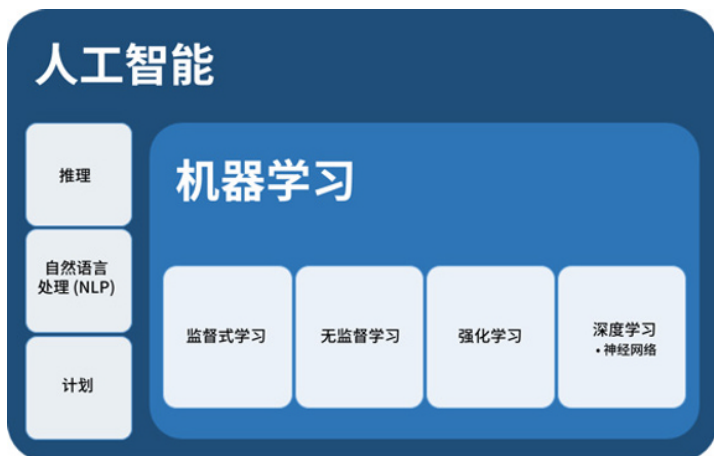 人工智能
推理
自然语言
处理 (NLP)
计划
机器学习
监督式学习
无监督学习
强化学习
深度学习
• 神经网络